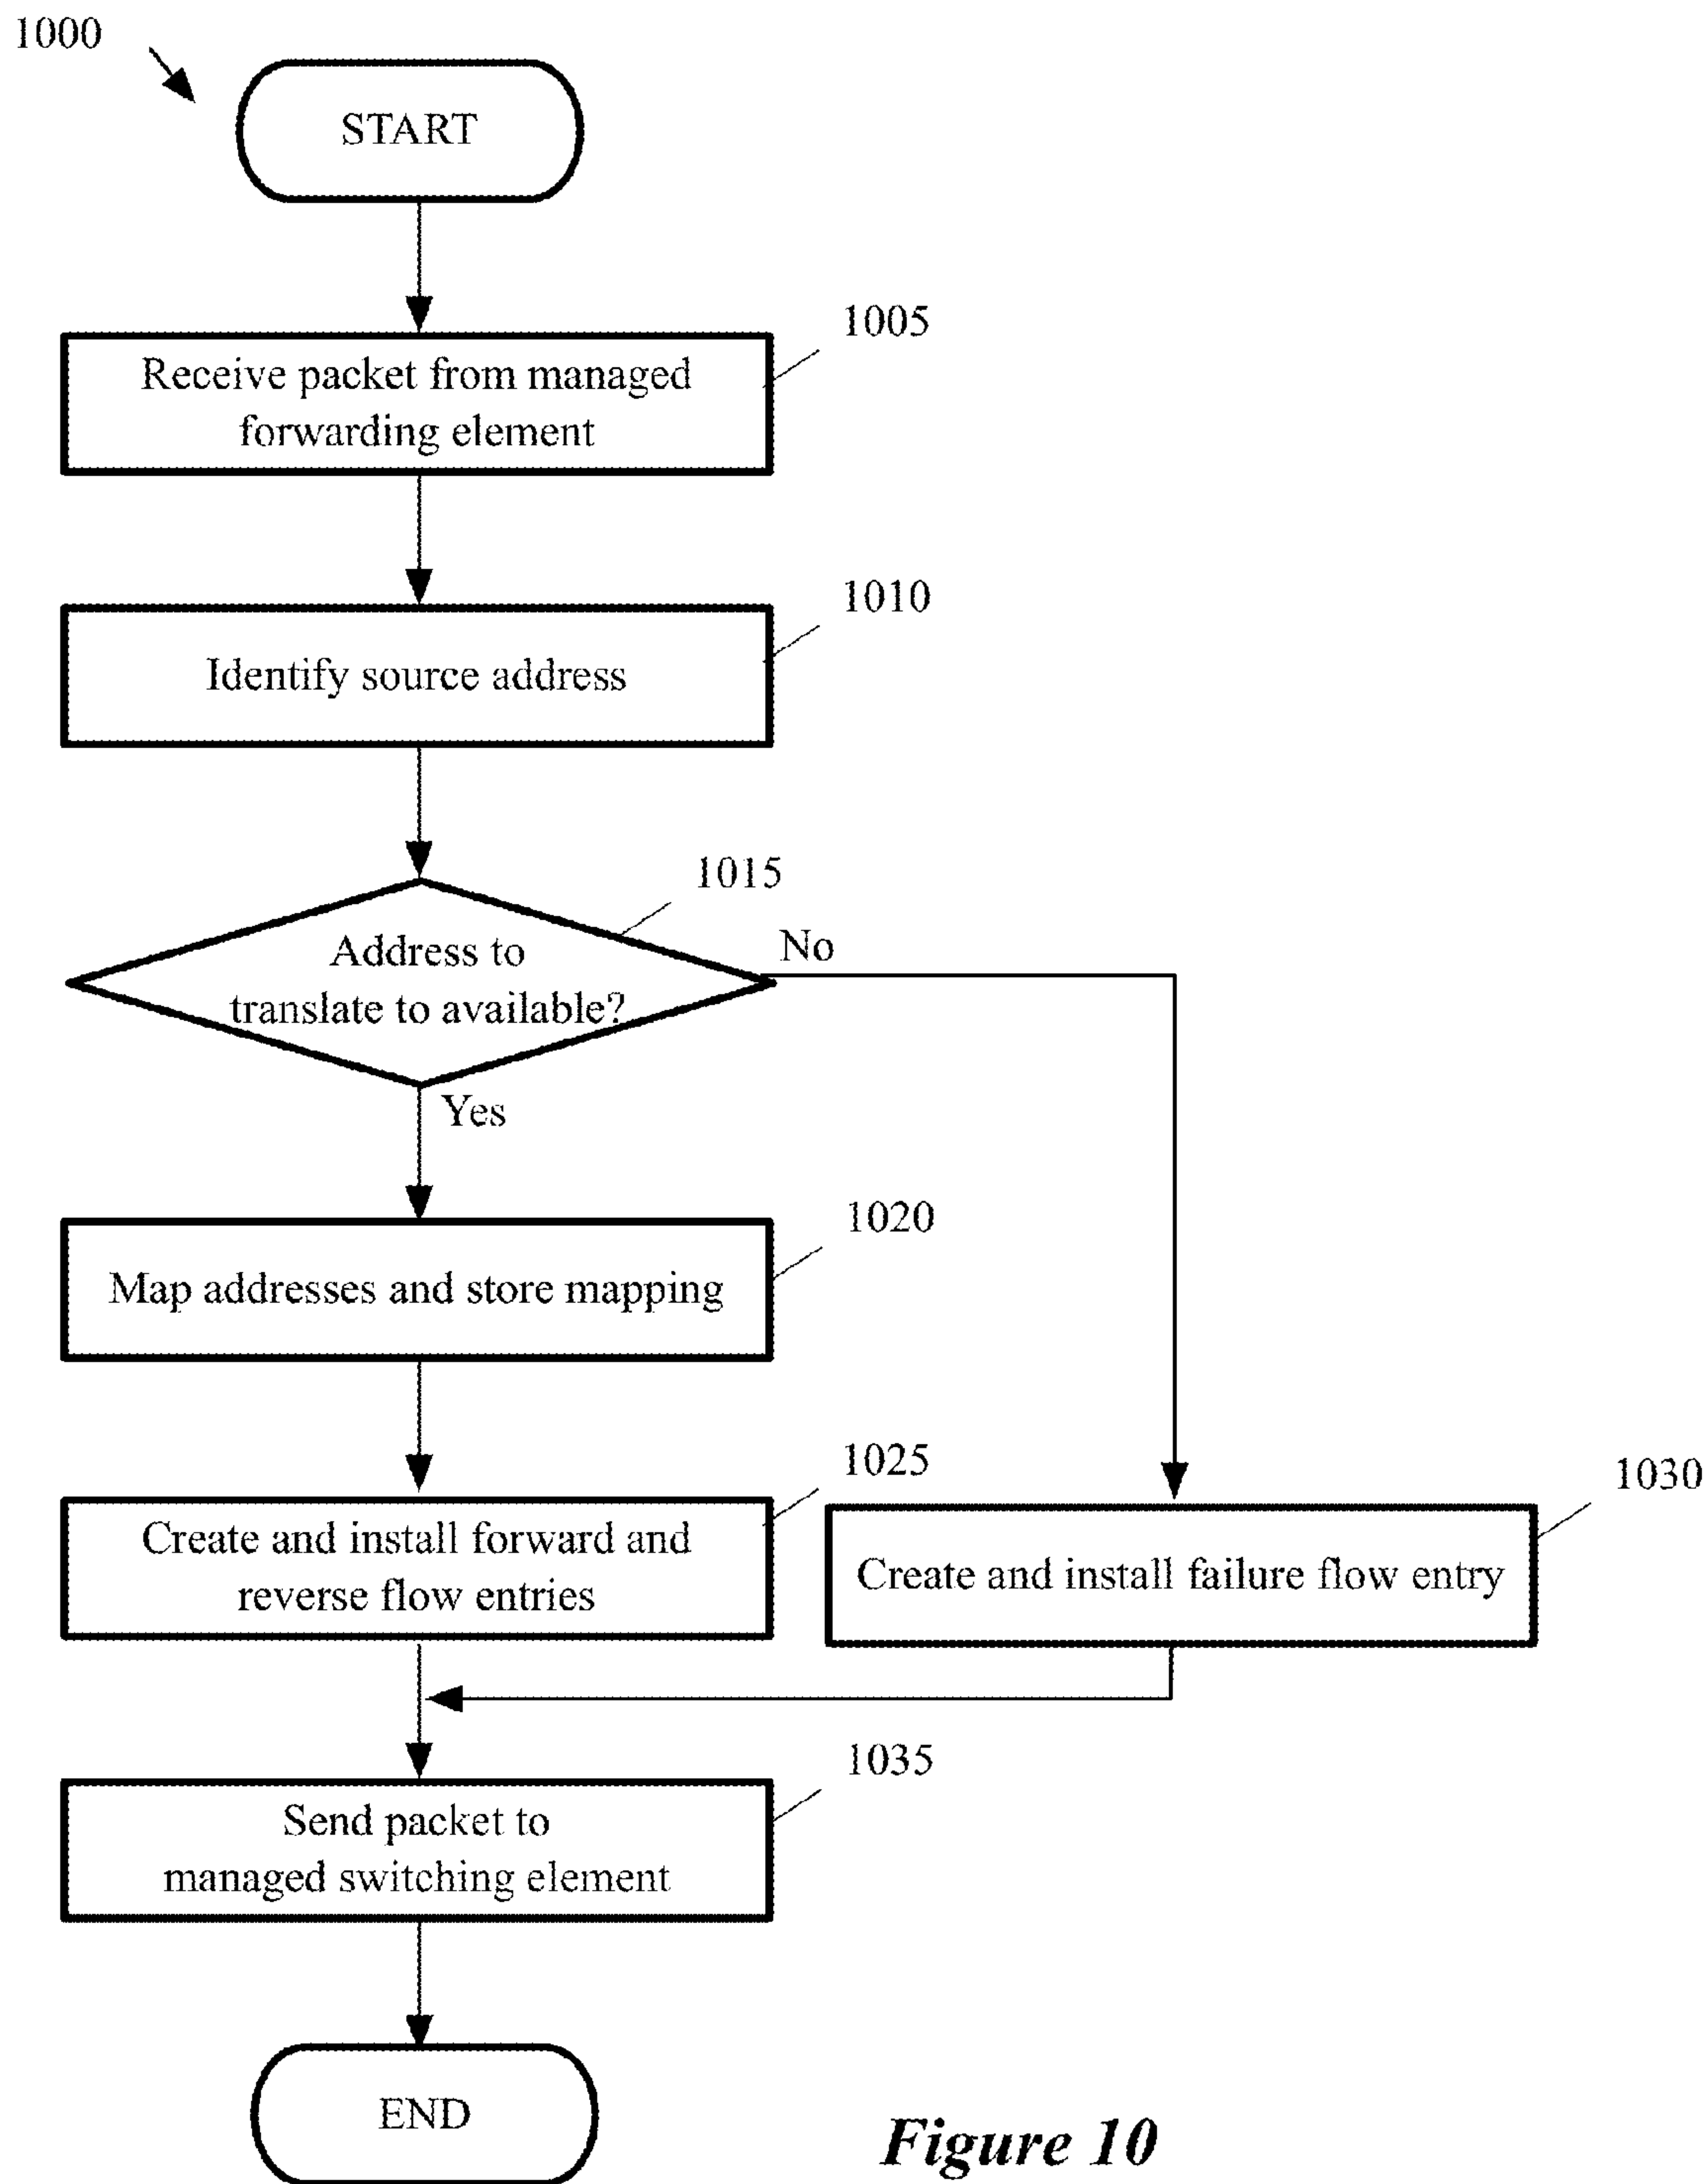 1000
START
1005
Receive packet from managed
forwarding element
1010
Identify source address
1015
Address to
translate to available?
No
Yes
1020
Map addresses and store mapping
1025
Create and install forward and
reverse flow entries
1030
Create and install failure flow entry
1035
Send packet to
managed switching element
END
Figure 10